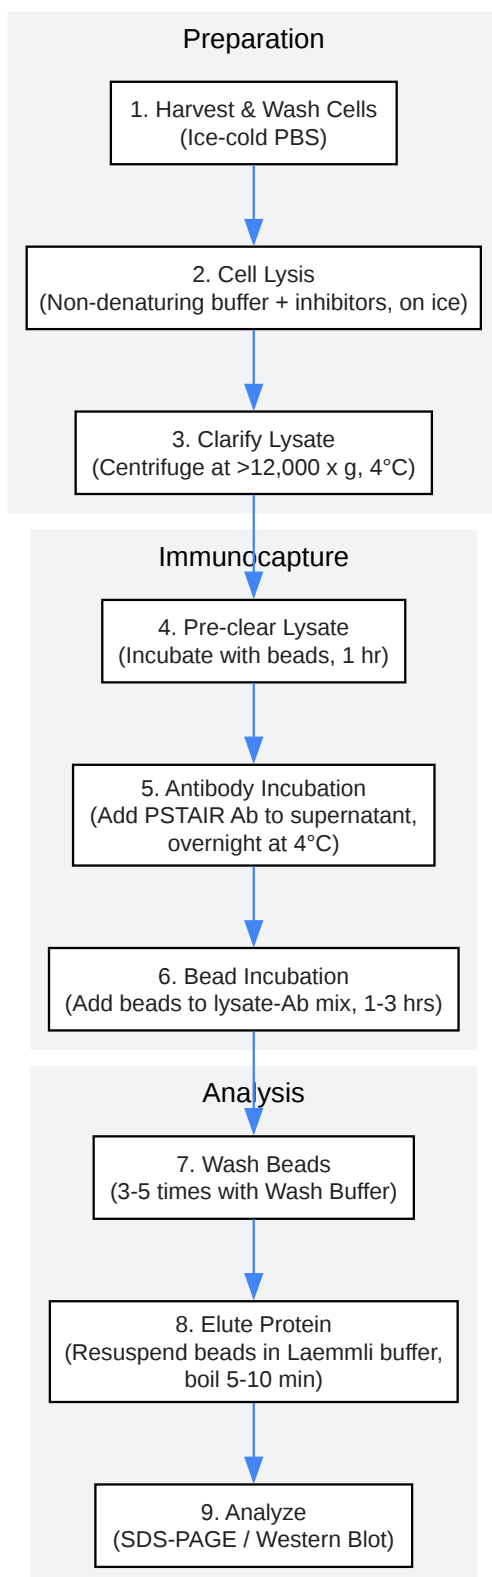 Preparation
1. Harvest & Wash Cells
(Ice-cold PBS)
2. Cell Lysis
(Non-denaturing buffer + inhibitors, on ice)
3. Clarify Lysate
(Centrifuge at >12,000 x g, 4°C)
Immunocapture
4. Pre-clear Lysate
(Incubate with beads, 1 hr)
5. Antibody Incubation
(Add PSTAIR Ab to supernatant,
overnight at 4°C)
6. Bead Incubation
(Add beads to lysate-Ab mix, 1-3 hrs)
Analysis
7. Wash Beads
(3-5 times with Wash Buffer)
8. Elute Protein
(Resuspend beads in Laemmli buffer,
boil 5-10 min)
9. Analyze
(SDS-PAGE / Western Blot)